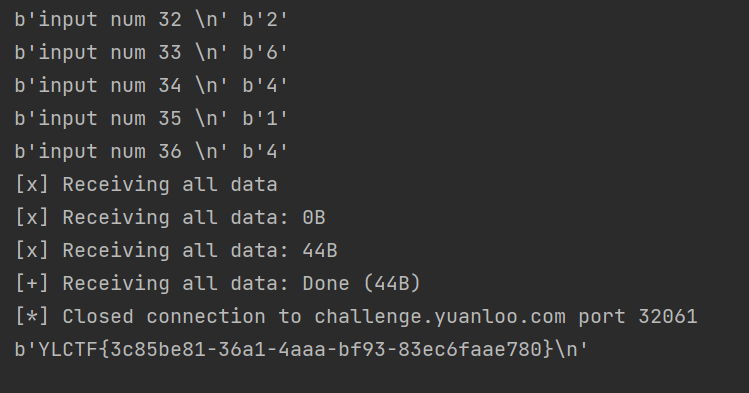 b'input num 32 \n' b'2'
b'input num 33 \n' b'6'
b'input num 34 \n' b'4'
b'input num 35 \n' b'1'
b'input num 36 \n' b'4'
[x] Receiving all data
[x] Receiving all data: 0B
[x] Receiving all data: 44B
[+] Receiving all data: Done (44B)
[*] Closed connection to challenge.yuanloo.com port 32061
b'YLCTF{3c85be81-36a1-4aaa-bf93-83ec6faae780}\n'